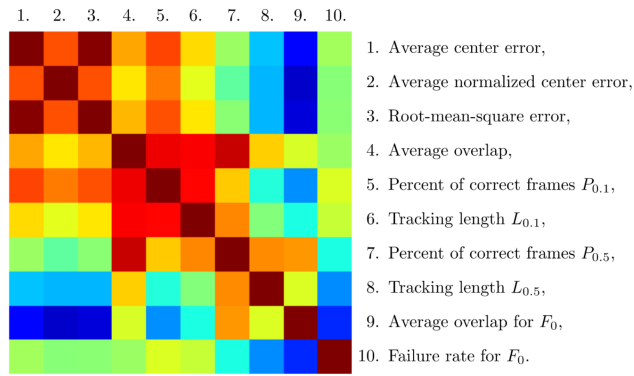 1. 2. 3. 4. 5. 6. 7. 8. 9. 10.
1. Average center error,
2. Average normalized center error,
3. Root-mean-square error,
4. Average overlap,
5. Percent of correct frames P₀.₁,
6. Tracking length L₀.₁,
7. Percent of correct frames P₀.₅,
8. Tracking length L₀.₅,
9. Average overlap for F₀,
10. Failure rate for F₀.